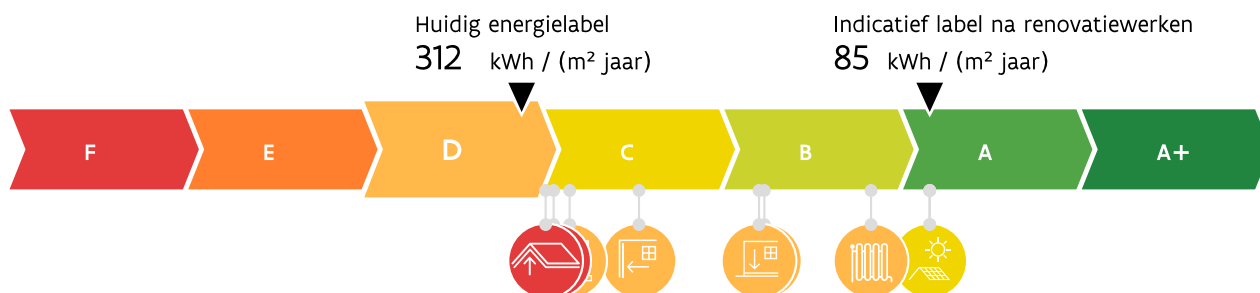 Huidig energielabel
312 kWh / (m² jaar)
Indicatief label na renovatiewerken
85 kWh / (m² jaar)
F E D C B A A+